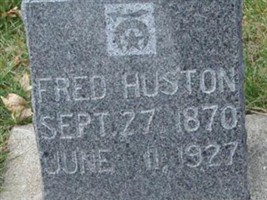 FRED HUSTON
SEPT. 27 1870
JUNE 11, 1927